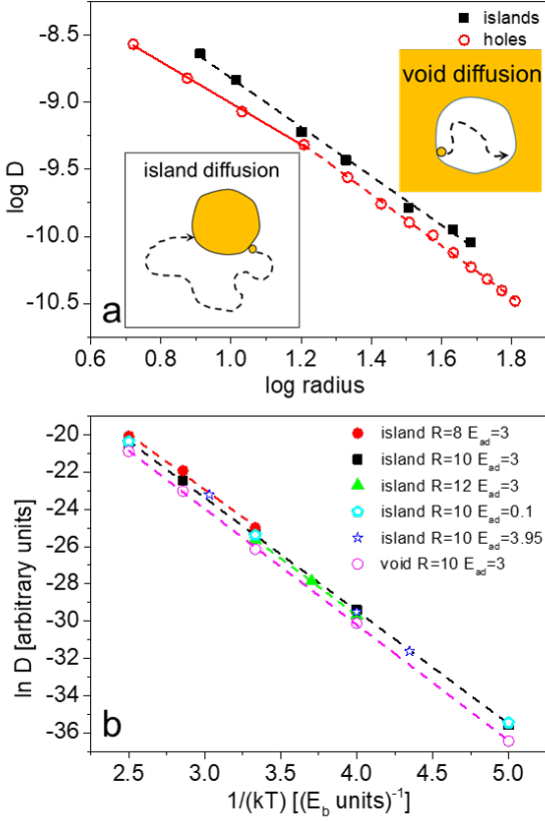 islands
holes
void diffusion
island diffusion
log D
-8.5
-9.0
-9.5
-10.0
-10.5
a
0.6 0.8 1.0 1.2 1.4 1.6 1.8
log radius
island R=8 E_ad=3
island R=10 E_ad=3
island R=12 E_ad=3
island R=10 E_ad=0.1
island R=10 E_ad=3.95
void R=10 E_ad=3
ln D [arbitrary units]
-20
-22
-24
-26
-28
-30
-32
-34
-36
b
2.5 3.0 3.5 4.0 4.5 5.0
1/(kT) [(E_b units)^-1]